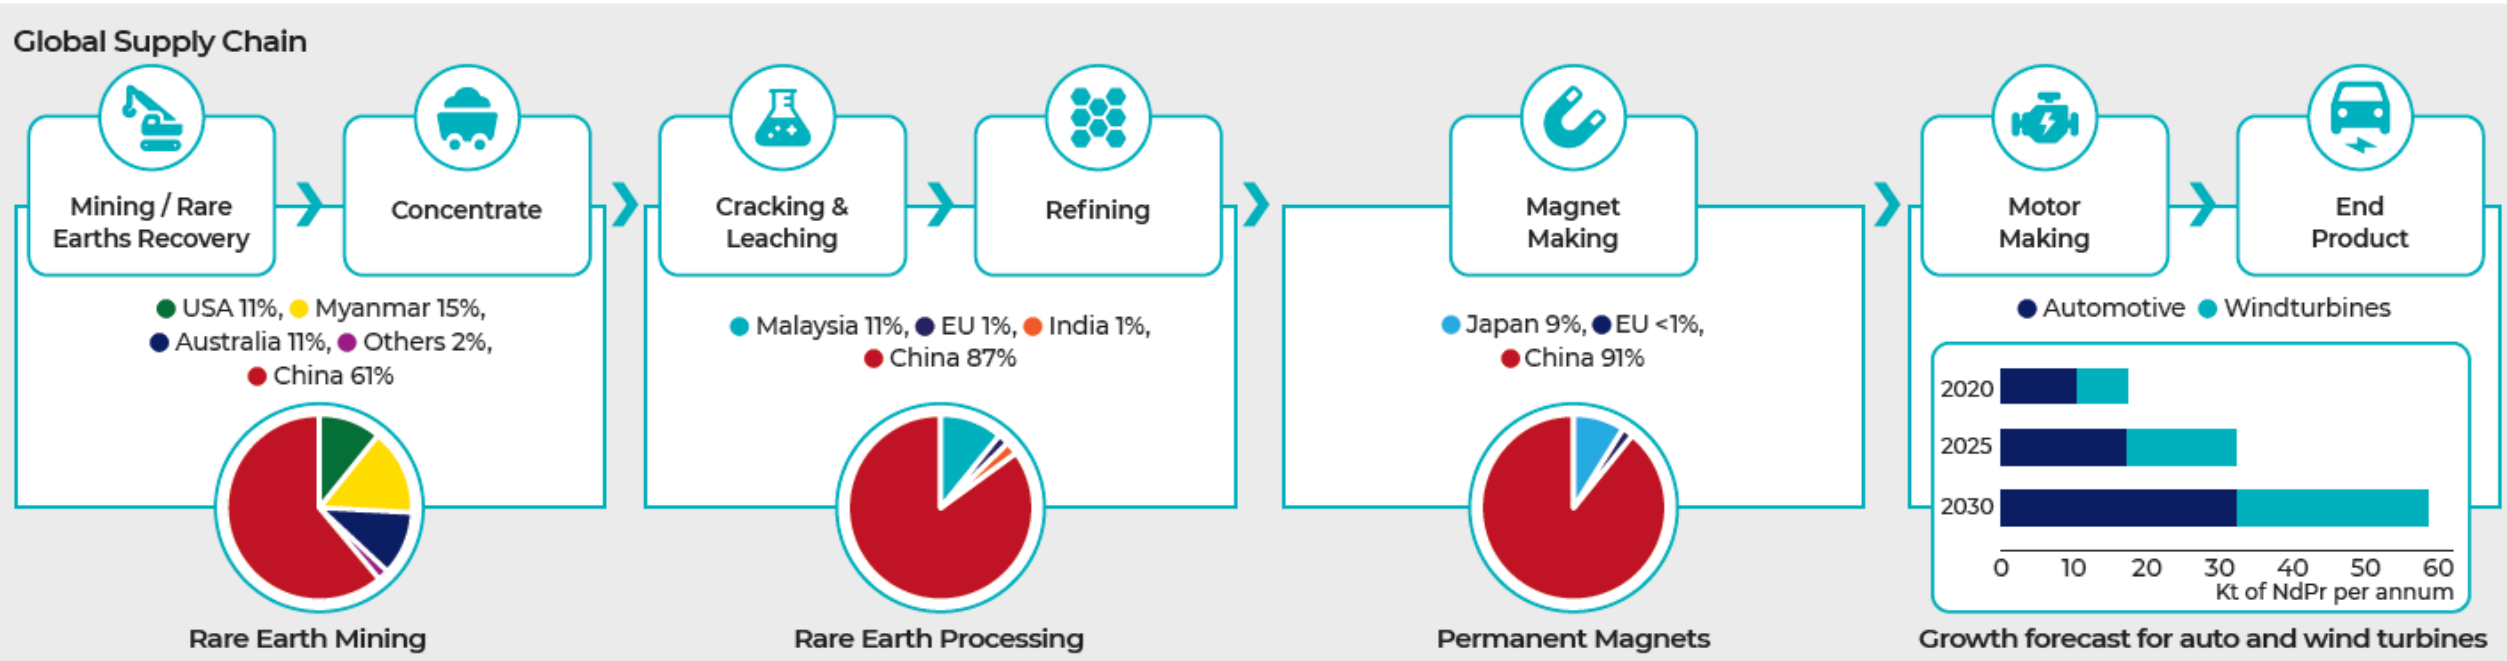 Global Supply Chain
Mining / Rare
Earths Recovery
Concentrate
USA 11%, Myanmar 15%,
Australia 11%, Others 2%,
China 61%
Rare Earth Mining
Cracking &
Leaching
Refining
Malaysia 11%, EU 1%, India 1%,
China 87%
Rare Earth Processing
Magnet
Making
Japan 9%, EU <1%,
China 91%
Permanent Magnets
Motor
Making
End
Product
Automotive Windturbines
2020
2025
2030
0 10 20 30 40 50 60
Kt of NdPr per annum
Growth forecast for auto and wind turbines